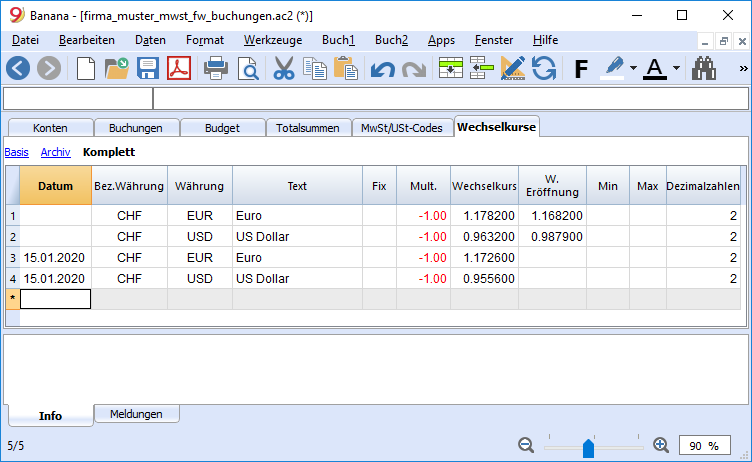 Banana - [firma_muster_mwst_fw_buchungen.ac2 (*)]
Datei Bearbeiten Daten Format Werkzeuge Buch1 Buch2 Apps Fenster Hilfe
F A »
Konten Buchungen Budget Totalsummen MwSt/USt-Codes Wechselkurse
Basis Archiv Komplett
Datum Bez.Währung Währung Text Fix Mult. Wechselkurs W. Eröffnung Min Max Dezimalzahlen
1 CHF EUR Euro -1.00 1.178200 1.168200 2
2 CHF USD US Dollar -1.00 0.963200 0.987900 2
3 15.01.2020 CHF EUR Euro -1.00 1.172600 2
4 15.01.2020 CHF USD US Dollar -1.00 0.955600 2
*
Info Meldungen
5/5 90 %